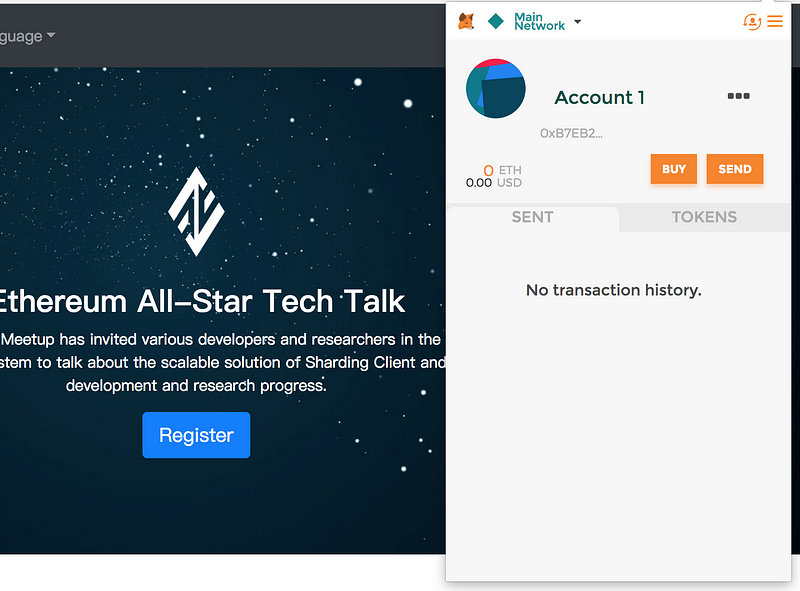 guage
Ethereum All–Star Tech Talk
Meetup has invited various developers and researchers in the
stem to talk about the scalable solution of Sharding Client and
development and research progress.
Register
Main
Network
Account 1
0xB7EB2...
0 ETH
0.00 USD
BUY
SEND
SENT
TOKENS
No transaction history.